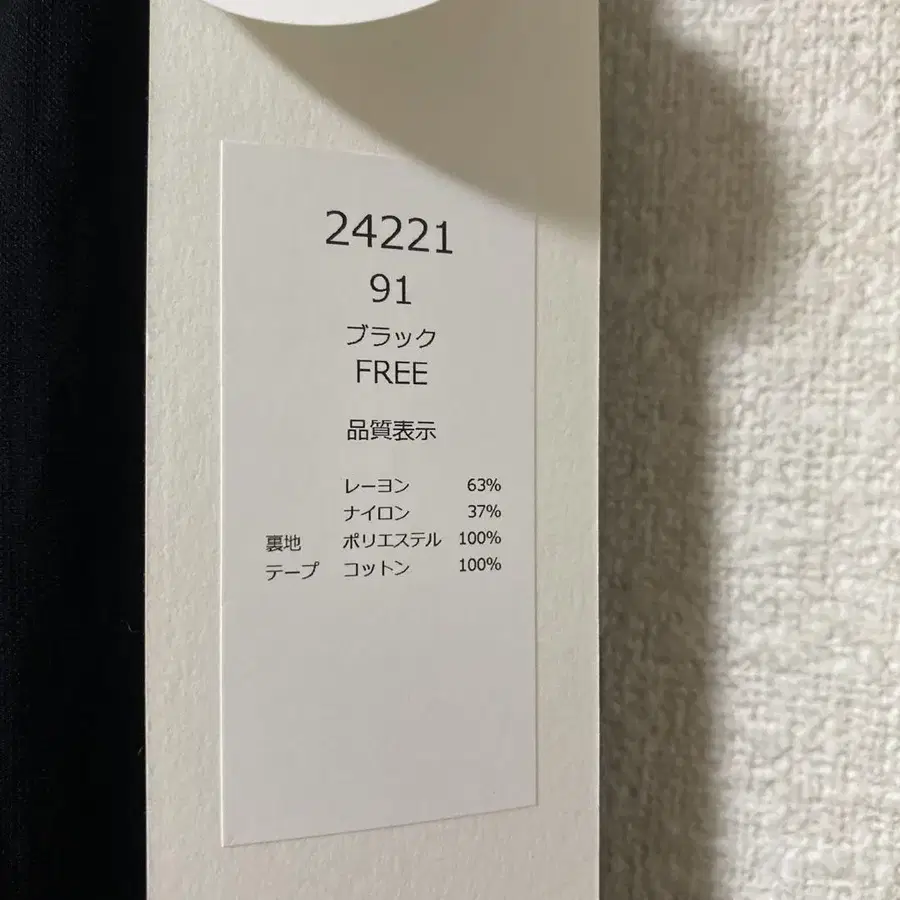 24221
91
ブラック
FREE
品質表示
レーヨン 63%
ナイロン 37%
裏地 ポリエステル 100%
テープ コットン 100%